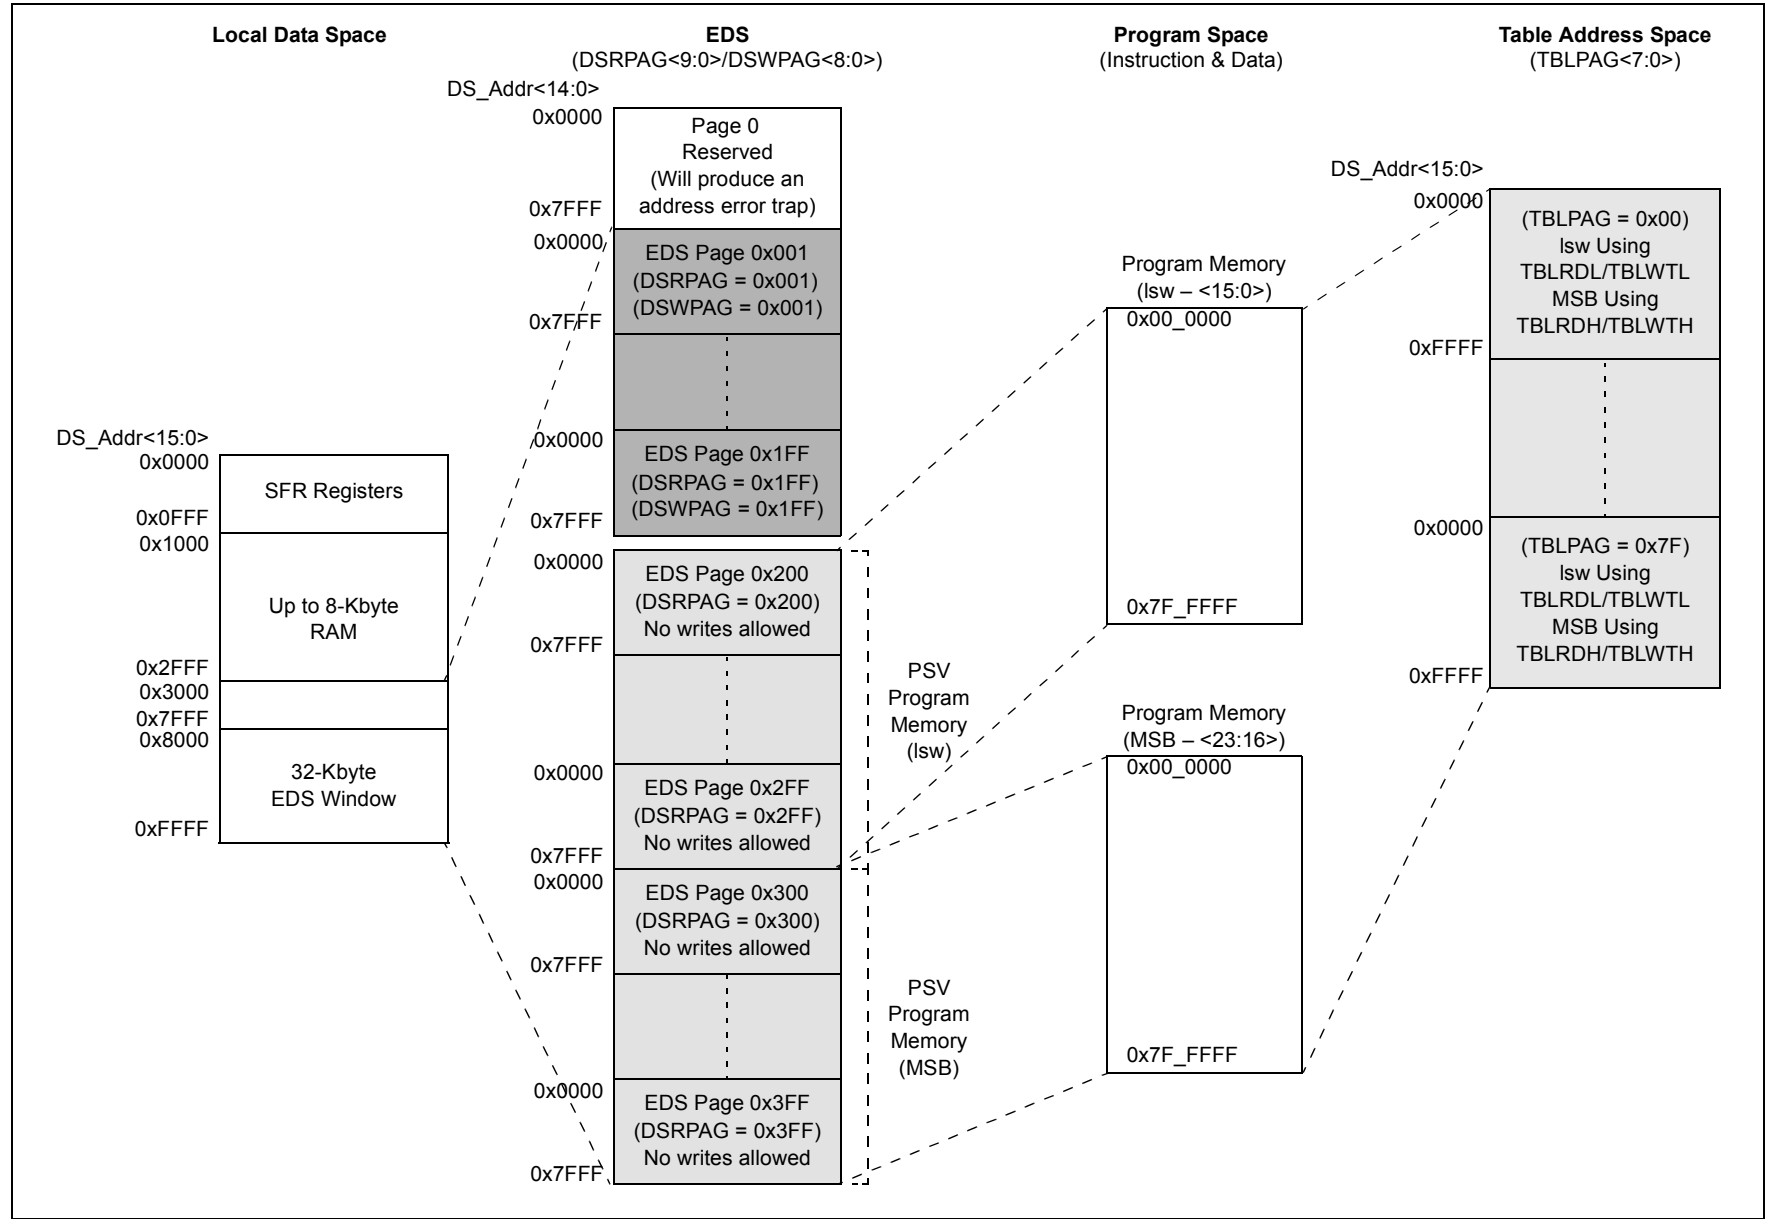 Local Data Space
DS_Addr<15:0>
0x0000
SFR Registers
0x0FFF
0x1000
Up to 8-Kbyte
RAM
0x2FFF
0x3000
0x7FFF
0x8000
32-Kbyte
EDS Window
0xFFFF
EDS
(DSRPAG<9:0>/DSWPAG<8:0>)
DS_Addr<14:0>
0x0000
Page 0
Reserved
(Will produce an
address error trap)
0x7FFF
0x0000
EDS Page 0x001
(DSRPAG = 0x001)
(DSWPAG = 0x001)
0x7FFF
0x0000
EDS Page 0x1FF
(DSRPAG = 0x1FF)
(DSWPAG = 0x1FF)
0x7FFF
0x0000
EDS Page 0x200
(DSRPAG = 0x200)
No writes allowed
0x7FFF
PSV
Program
Memory
(lsw)
0x0000
EDS Page 0x2FF
(DSRPAG = 0x2FF)
No writes allowed
0x7FFF
0x0000
EDS Page 0x300
(DSRPAG = 0x300)
No writes allowed
0x7FFF
PSV
Program
Memory
(MSB)
0x0000
EDS Page 0x3FF
(DSRPAG = 0x3FF)
No writes allowed
0x7FFF
Program Space
(Instruction & Data)
Program Memory
(lsw – <15:0>)
0x00_0000
0x7F_FFFF
Program Memory
(MSB – <23:16>)
0x00_0000
0x7F_FFFF
Table Address Space
(TBLPAG<7:0>)
DS_Addr<15:0>
0x0000
(TBLPAG = 0x00)
lsw Using
TBLRDL/TBLWTL
MSB Using
TBLRDH/TBLWTH
0xFFFF
0x0000
(TBLPAG = 0x7F)
lsw Using
TBLRDL/TBLWTL
MSB Using
TBLRDH/TBLWTH
0xFFFF